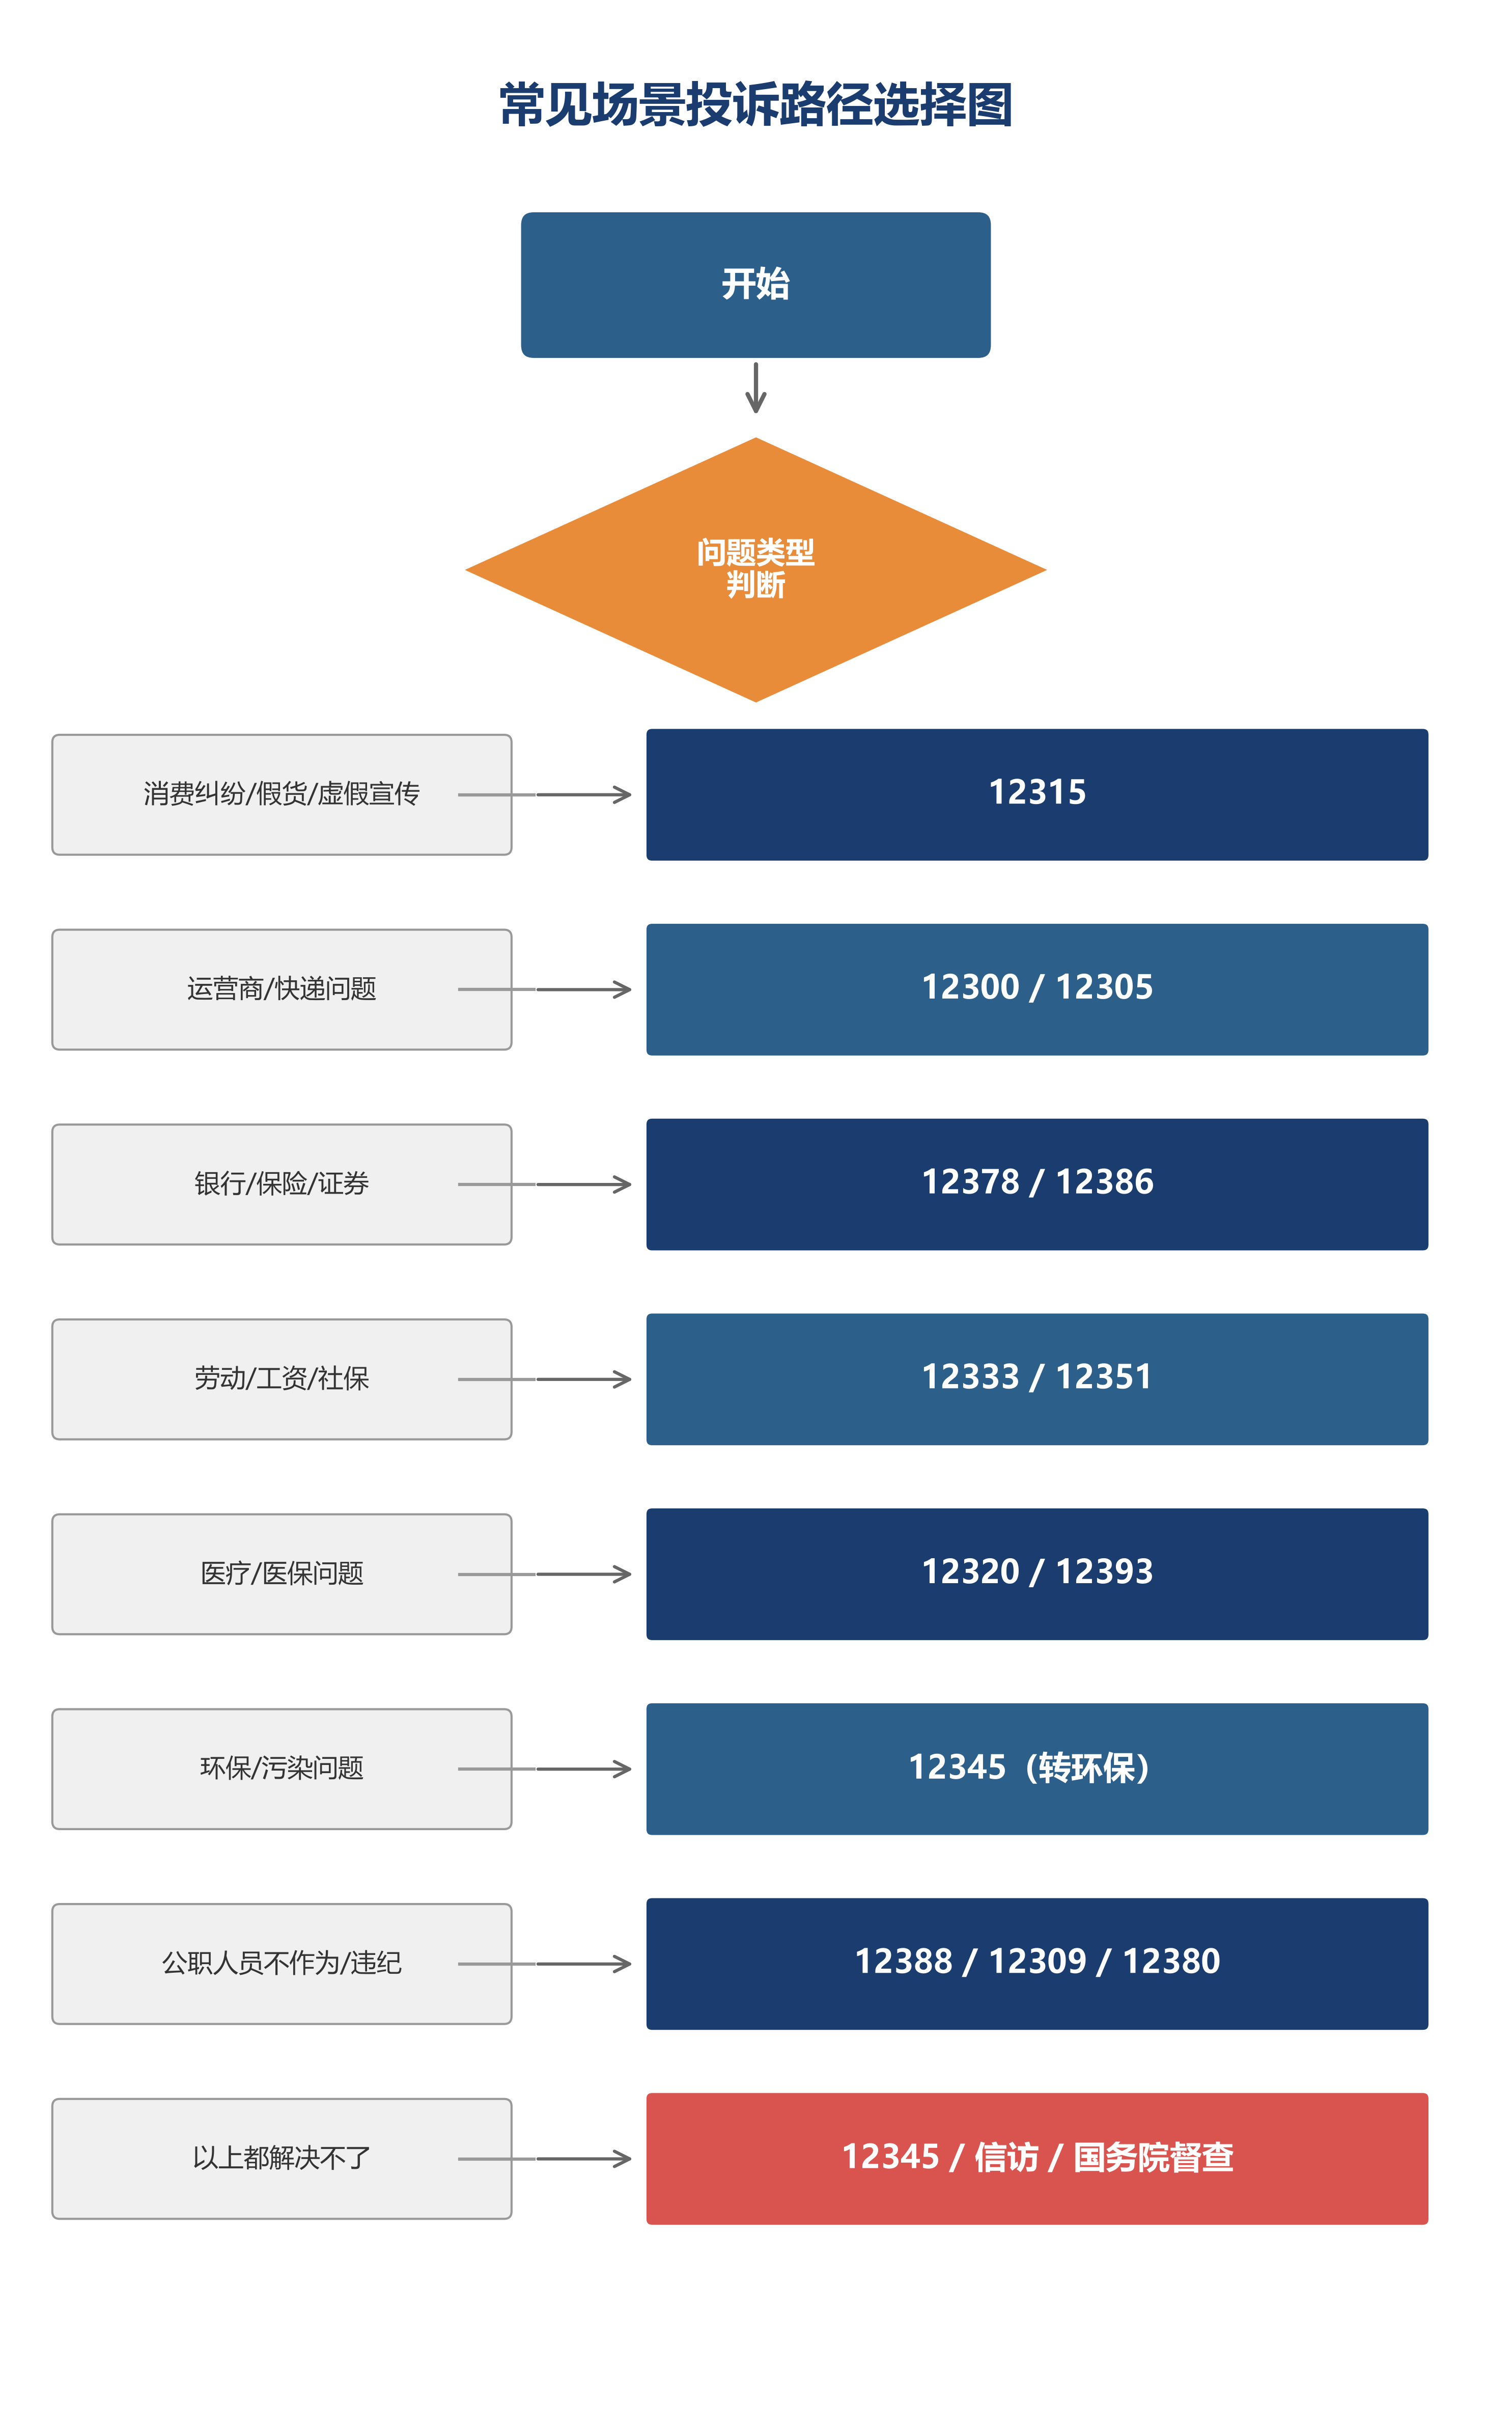 常见场景投诉路径选择图
开始
问题类型
判断
消费纠纷/假货/虚假宣传
12315
运营商/快递问题
12300 / 12305
银行/保险/证券
12378 / 12386
劳动/工资/社保
12333 / 12351
医疗/医保问题
12320 / 12393
环保/污染问题
12345（转环保）
公职人员不作为/违纪
12388 / 12309 / 12380
以上都解决不了
12345 / 信访 / 国务院督查